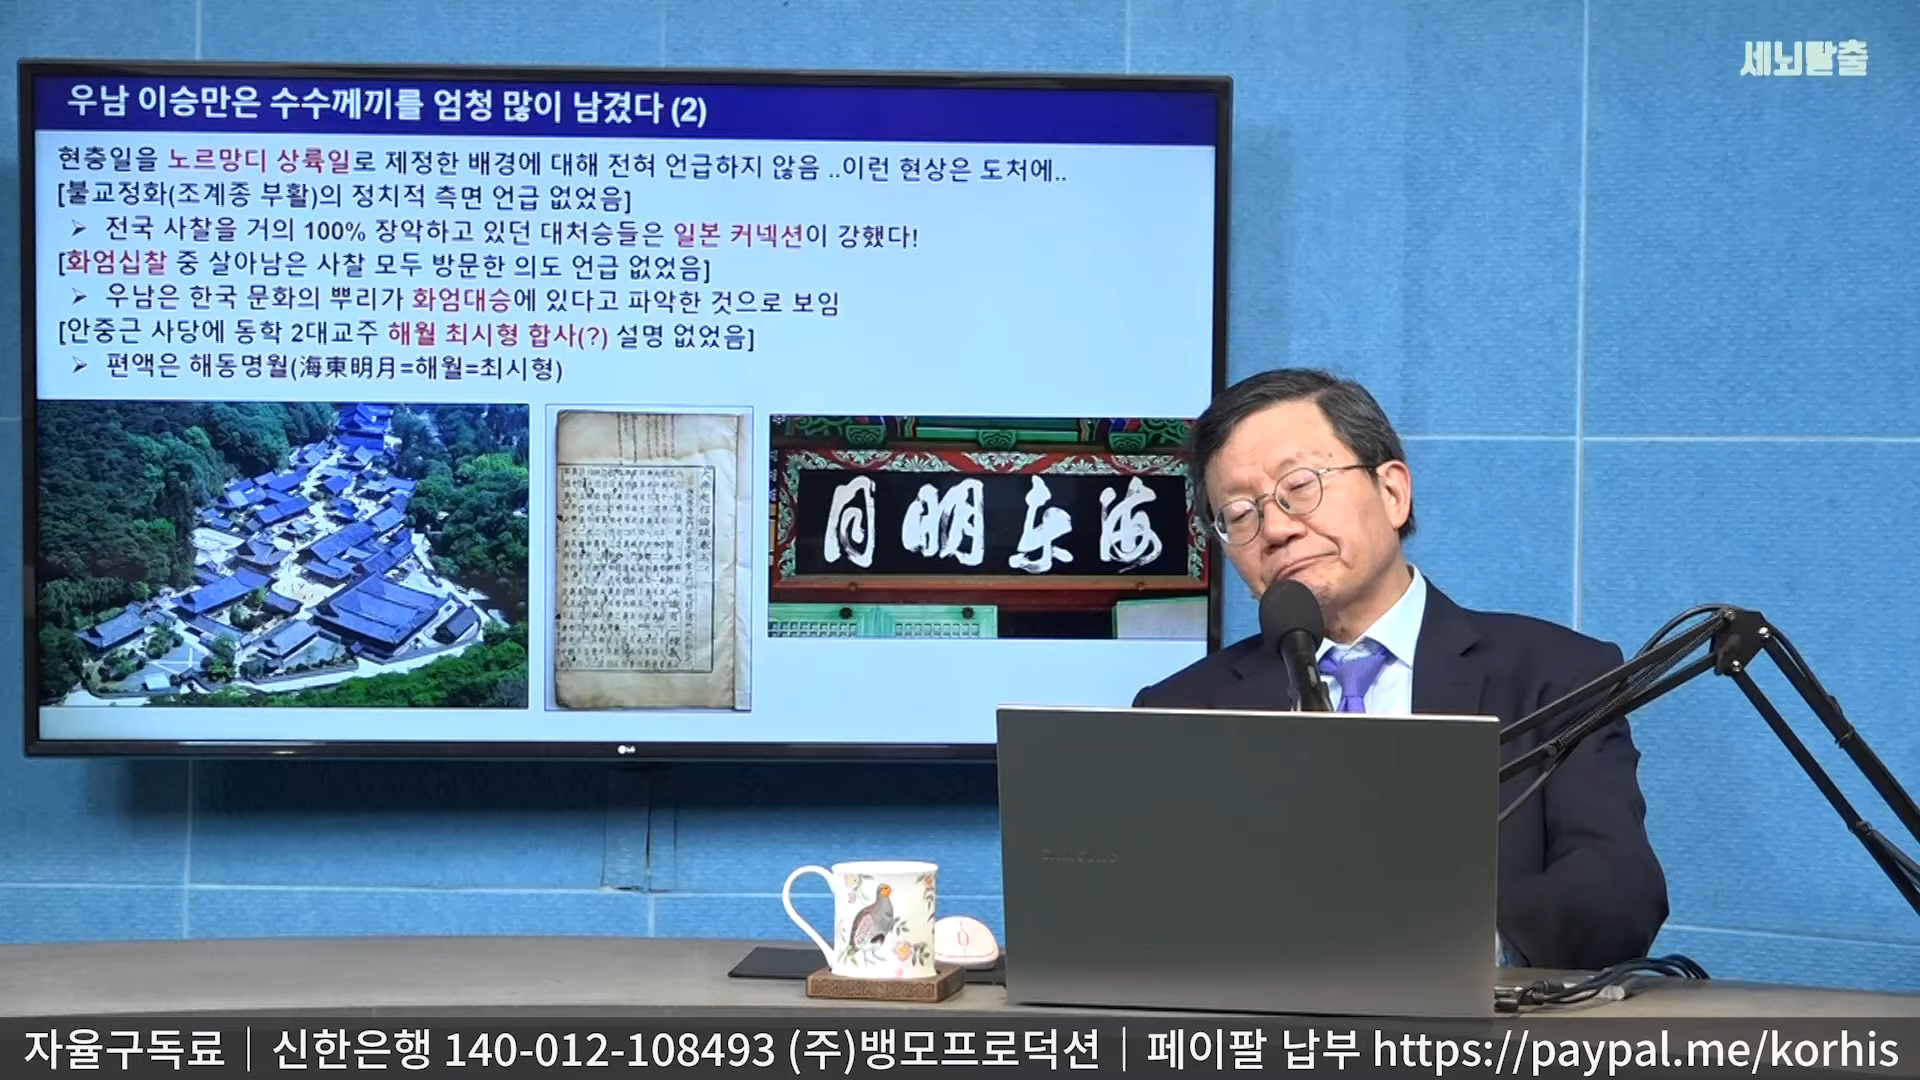 세뇌탈출
우남 이승만은 수수께끼를 엄청 많이 남겼다 (2)
현충일을 노르망디 상륙일로 제정한 배경에 대해 전혀 언급하지 않음 ..이런 현상은 도처에..
[불교정화(조계종 부활)의 정치적 측면 언급 없었음]
➢ 전국 사찰을 거의 100% 장악하고 있던 대처승들은 일본 커넥션이 강했다!
[화엄십찰 중 살아남은 사찰 모두 방문한 의도 언급 없었음]
➢ 우남은 한국 문화의 뿌리가 화엄대승에 있다고 파악한 것으로 보임
[안중근 사당에 동학 2대교주 해월 최시형 합사(?) 설명 없었음]
➢ 편액은 해동명월(海東明月=해월=최시형)
月明東海
LG
SAMSUNG
자율구독료｜신한은행 140-012-108493 (주)뱅모프로덕션｜페이팔 납부 https://paypal.me/korhis